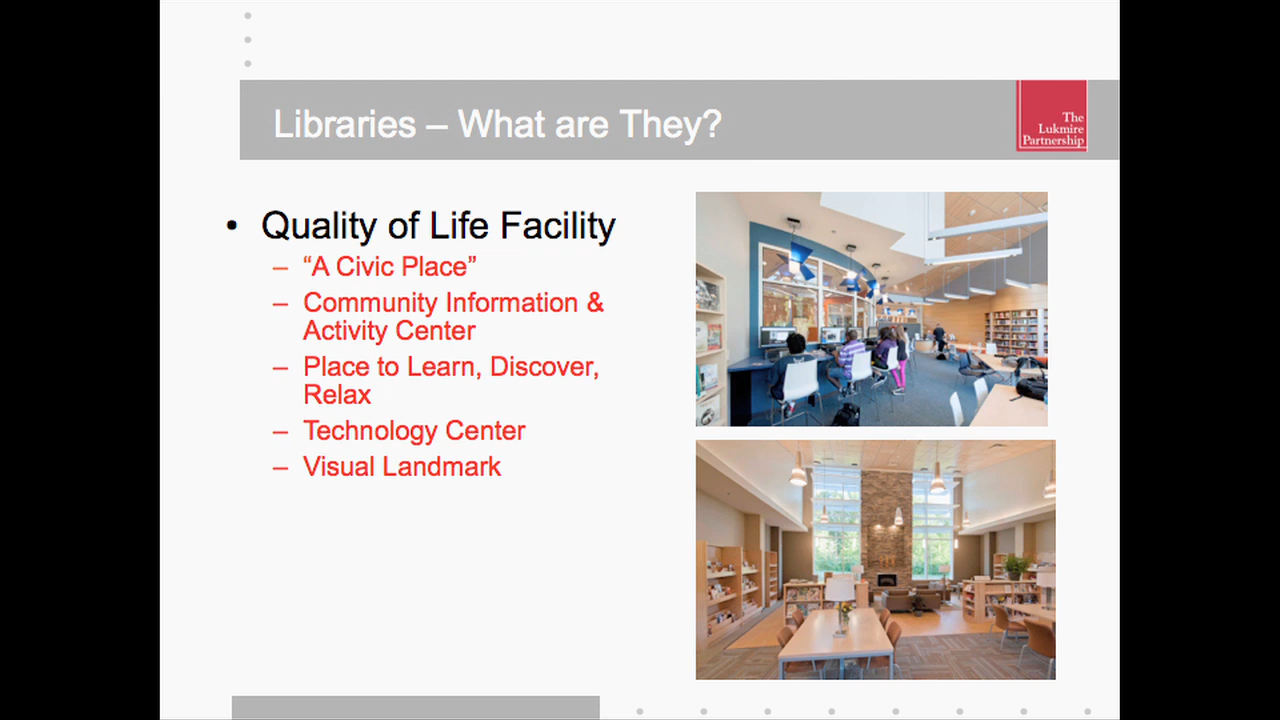 Libraries – What are They?
The
Lukmire
Partnership
• Quality of Life Facility
– “A Civic Place”
– Community Information &
Activity Center
– Place to Learn, Discover,
Relax
– Technology Center
– Visual Landmark